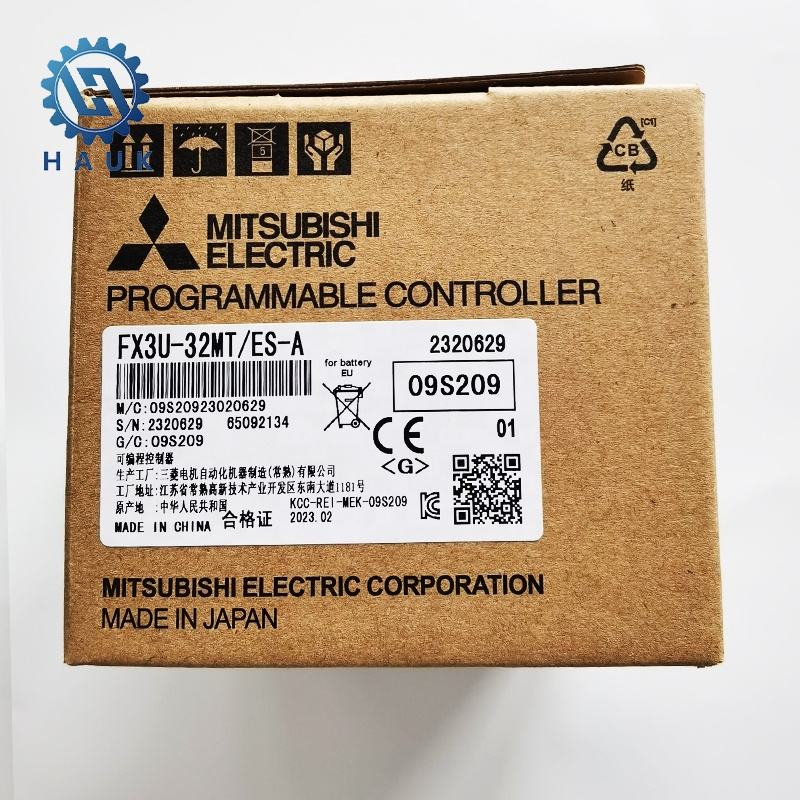 HAUK
5
[C1]
CB
纸
MITSUBISHI
ELECTRIC
PROGRAMMABLE CONTROLLER
FX3U-32MT/ES-A
2320629
for battery
EU
09S209
M/C:09S20923020629
S/N:2320629 65092134
G/C:09S209
CE
01
<G>
可编程控制器
生产工厂:三菱电机自动化机器制造(常熟)有限公司
工厂地址:江苏省常熟高新技术产业开发区东南大道1181号
原产地 :中华人民共和国
KCC-REI-MEK-09S209
MADE IN CHINA 合格证 2023.02
MITSUBISHI ELECTRIC CORPORATION
MADE IN JAPAN